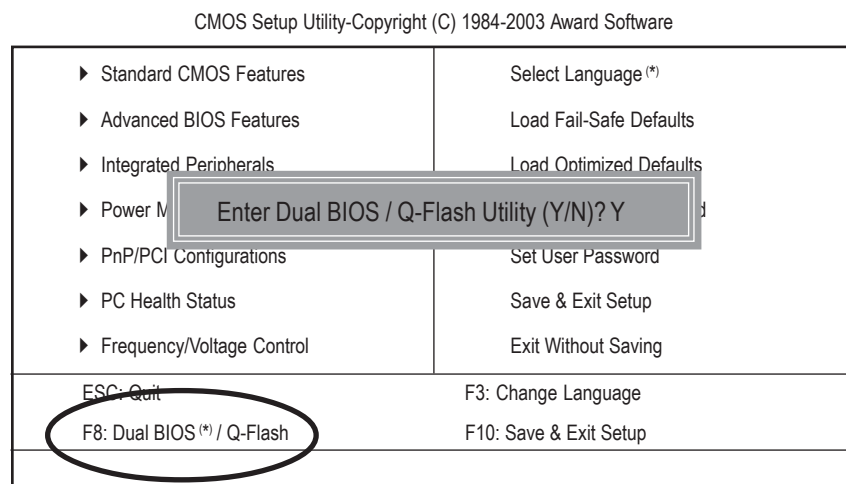 CMOS Setup Utility-Copyright (C) 1984-2003 Award Software
▶ Standard CMOS Features Select Language (*)
▶ Advanced BIOS Features Load Fail-Safe Defaults
▶ Integrated Peripherals Load Optimized Defaults
▶ Power
Enter Dual BIOS / Q-Flash Utility (Y/N)? Y
▶ PnP/PCI Configurations Set User Password
▶ PC Health Status Save & Exit Setup
▶ Frequency/Voltage Control Exit Without Saving
ESC: Quit F3: Change Language
F8: Dual BIOS (*) / Q-Flash F10: Save & Exit Setup